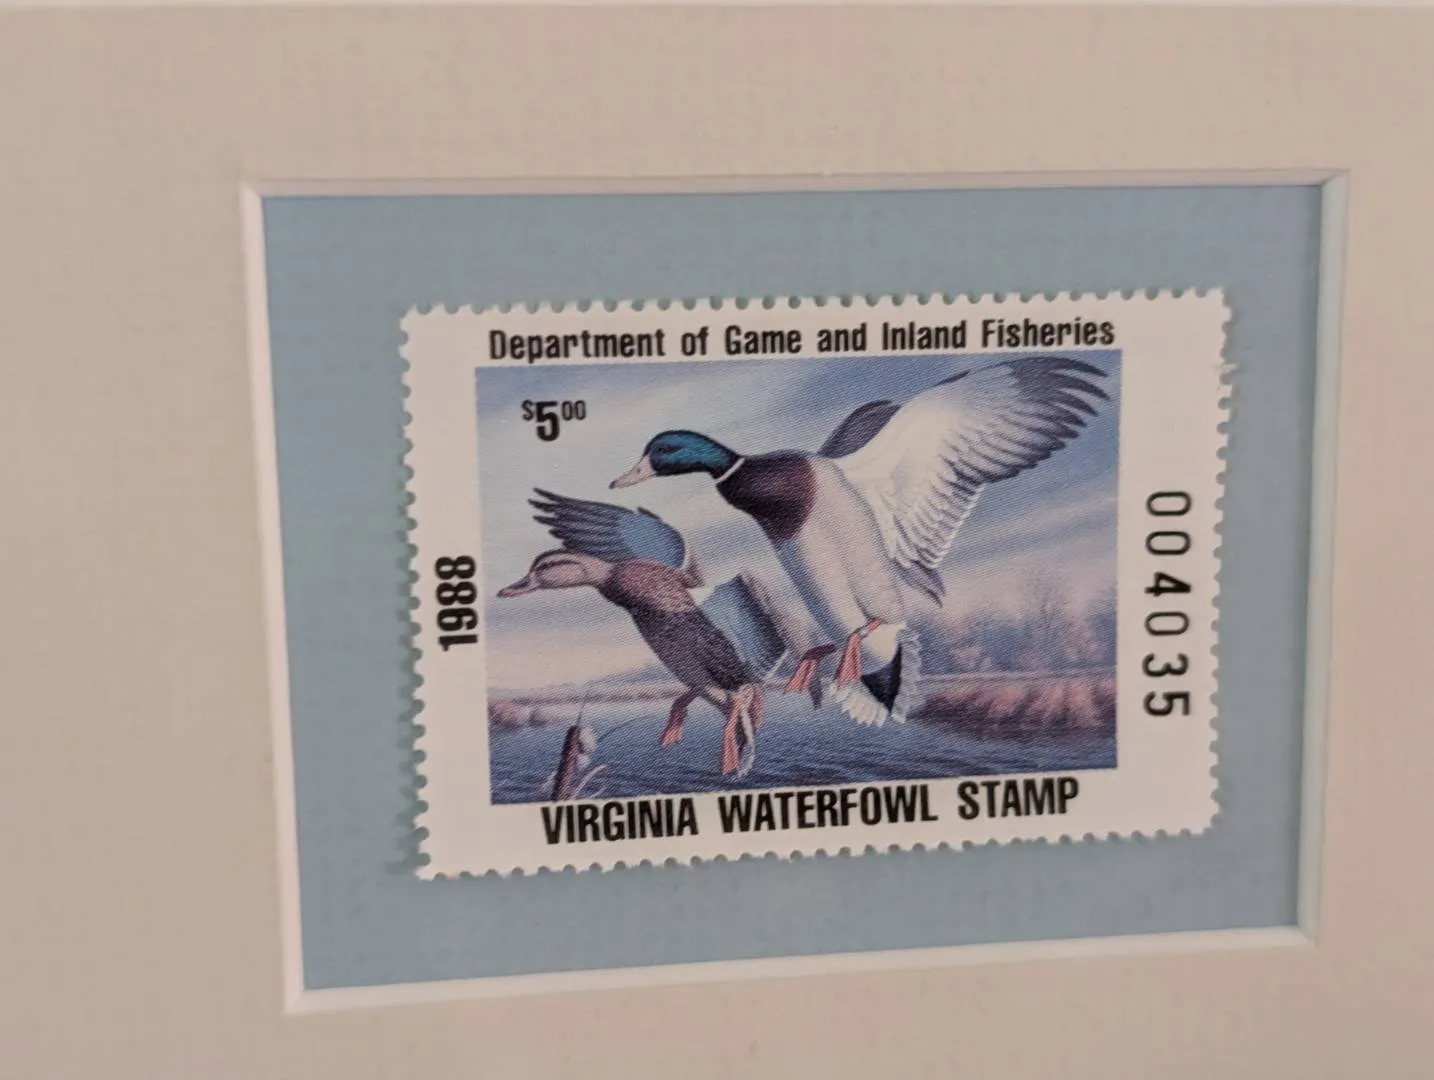 Department of Game and Inland Fisheries
$5.00
1988
004035
VIRGINIA WATERFOWL STAMP